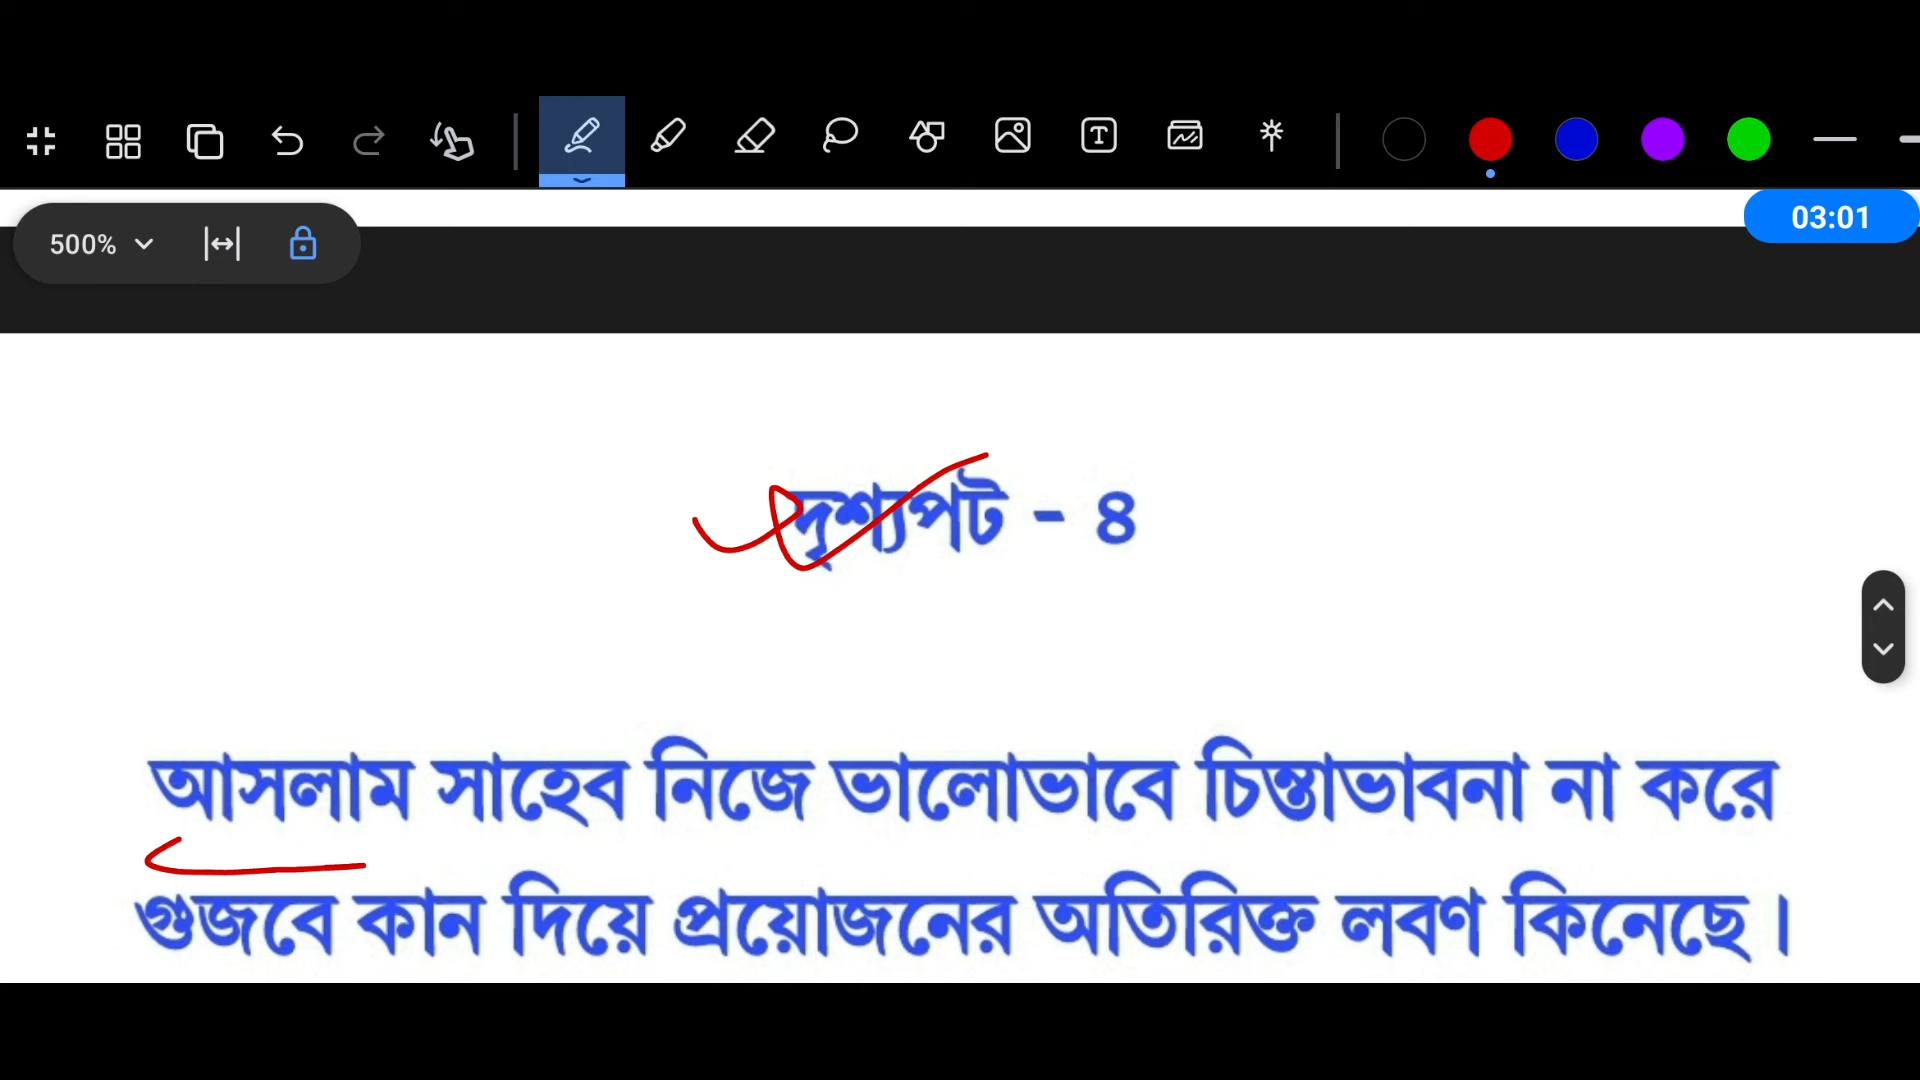 500%
03:01
দৃশ্যপট - ৪
আসলাম সাহেব নিজে ভালোভাবে চিন্তাভাবনা না করে
গুজবে কান দিয়ে প্রয়োজনের অতিরিক্ত লবণ কিনেছে।